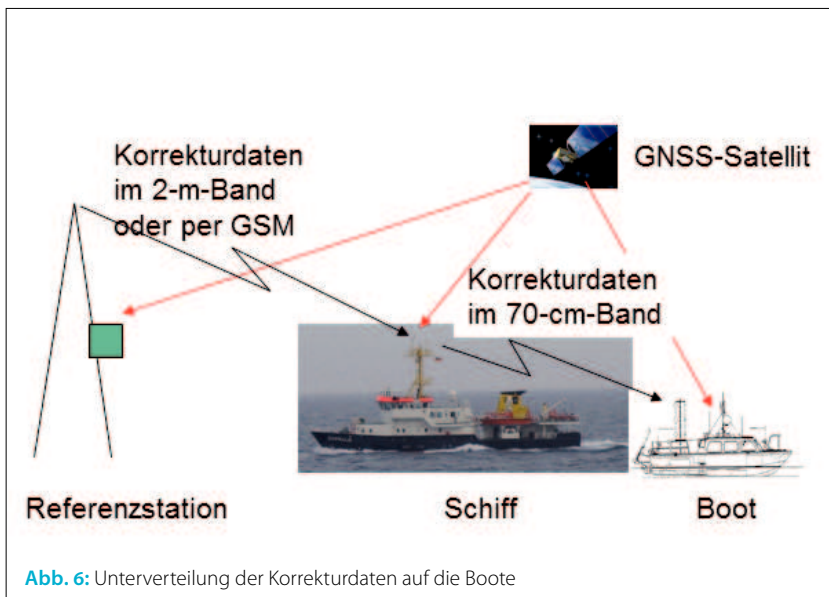 Korrekturdaten
im 2-m-Band
oder per GSM
GNSS-Satellit
Korrekturdaten
im 70-cm-Band
Referenzstation
Schiff
Boot
Abb. 6: Unterverteilung der Korrekturdaten auf die Boote